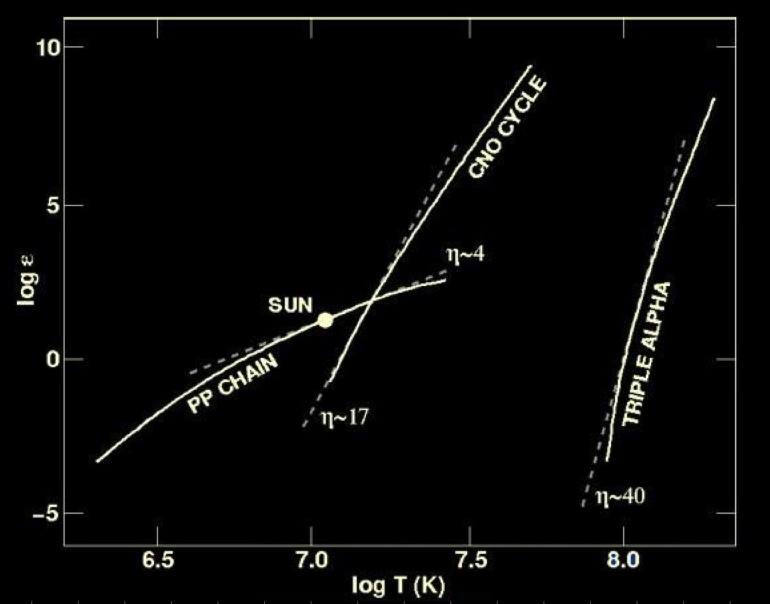 10
5
0
−5
log ε
6.5
7.0
7.5
8.0
log T (K)
SUN
PP CHAIN
CNO CYCLE
TRIPLE ALPHA
η~4
η~17
η~40